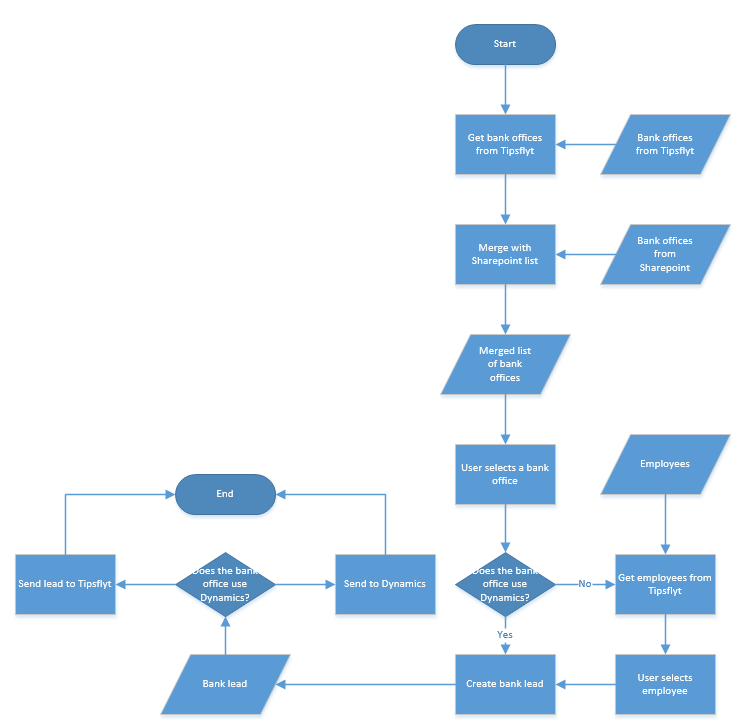 Start
Get bank offices
from Tipsflyt
Bank offices
from Tipsflyt
Merge with
Sharepoint list
Bank offices
from
Sharepoint
Merged list
of bank
offices
User selects a bank
office
Employees
End
Send lead to Tipsflyt
Does the bank
office use
Dynamics?
Send to Dynamics
Does the bank
office use
Dynamics?
No
Get employees from
Tipsflyt
Yes
Bank lead
Create bank lead
User selects
employee